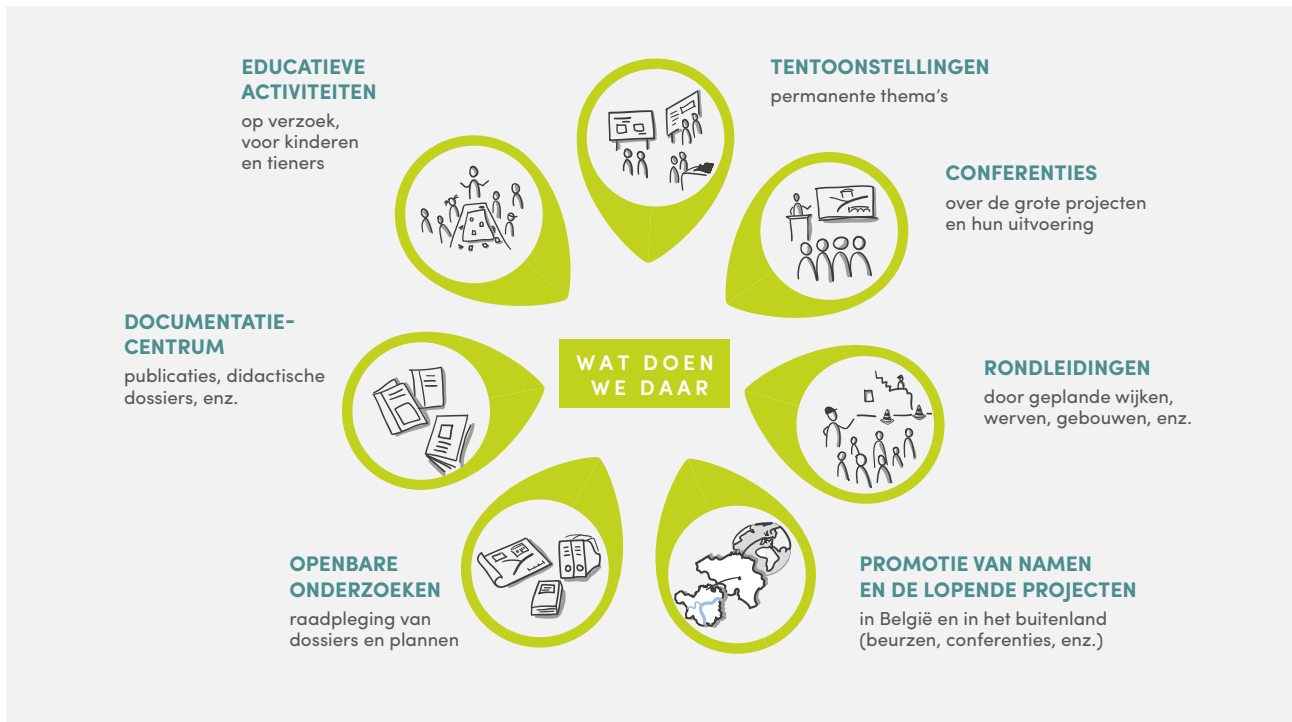 WAT DOEN
WE DAAR
TENTOONSTELLINGEN
permanente thema's
CONFERENTIES
over de grote projecten
en hun uitvoering
RONDLEIDINGEN
door geplande wijken,
werven, gebouwen, enz.
PROMOTIE VAN NAMEN
EN DE LOPENDE PROJECTEN
in België en in het buitenland
(beurzen, conferenties, enz.)
OPENBARE
ONDERZOEKEN
raadpleging van
dossiers en plannen
DOCUMENTATIE-
CENTRUM
publicaties, didactische
dossiers, enz.
EDUCATIEVE
ACTIVITEITEN
op verzoek,
voor kinderen
en tieners